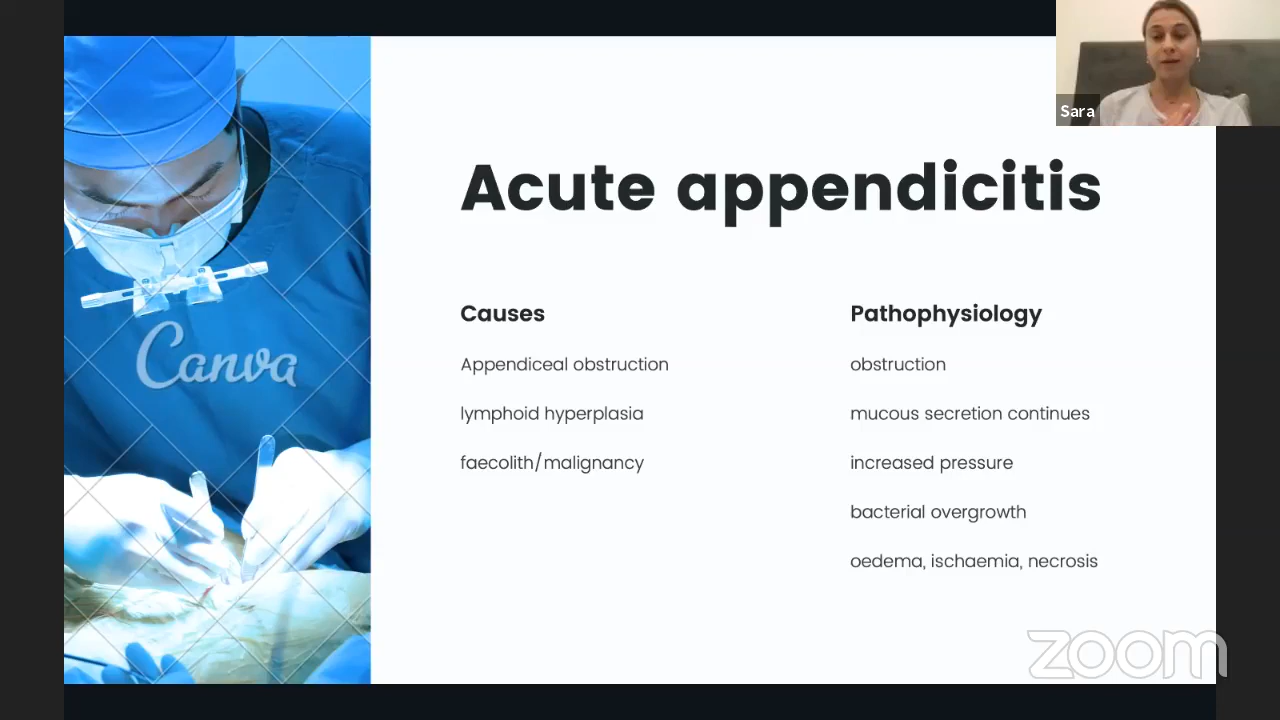 Sara
Acute appendicitis
Causes
Appendiceal obstruction
lymphoid hyperplasia
faecolith/malignancy
Pathophysiology
obstruction
mucous secretion continues
increased pressure
bacterial overgrowth
oedema, ischaemia, necrosis
Canva
zoom